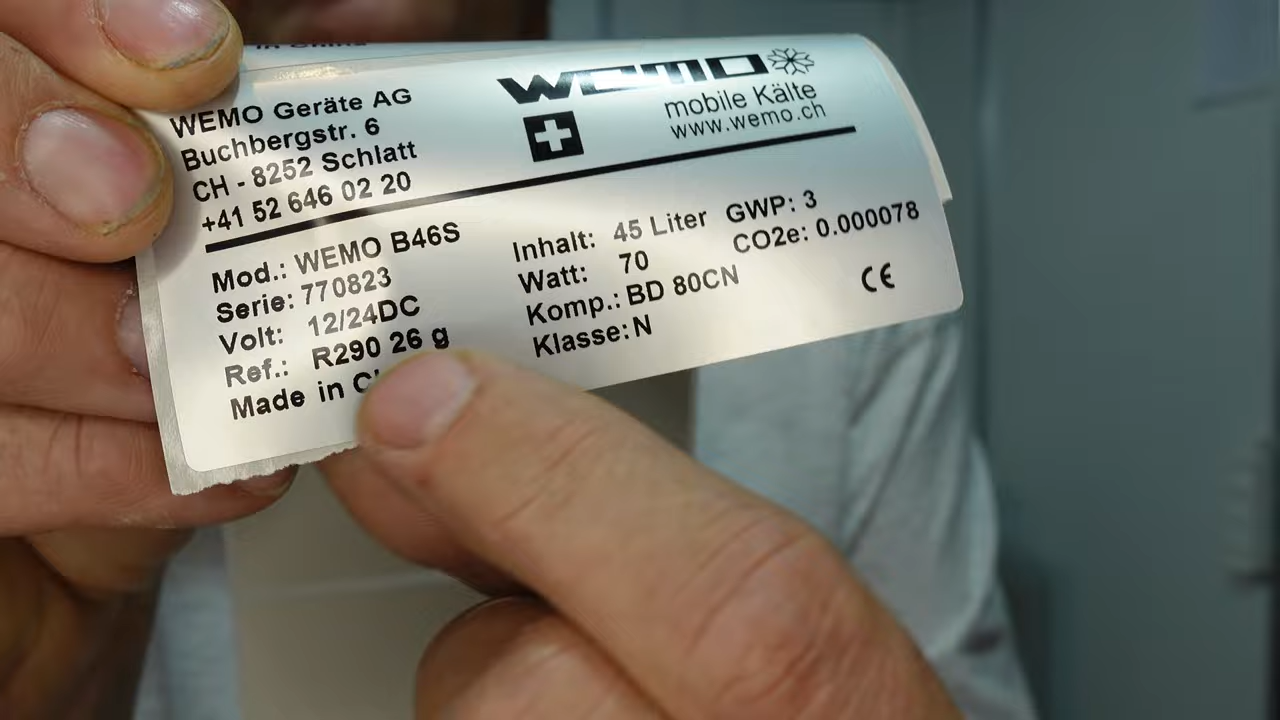 in China
WEMO Geräte AG
Buchbergstr. 6
CH - 8252 Schlatt
+41 52 646 02 20
wemo
mobile Kälte
www.wemo.ch
Mod.: WEMO B46S
Serie: 770823
Volt: 12/24DC
Ref.: R290 26 g
Made in
Inhalt: 45 Liter
Watt: 70
Komp.: BD 80CN
Klasse: N
GWP: 3
CO2e: 0.000078
CE